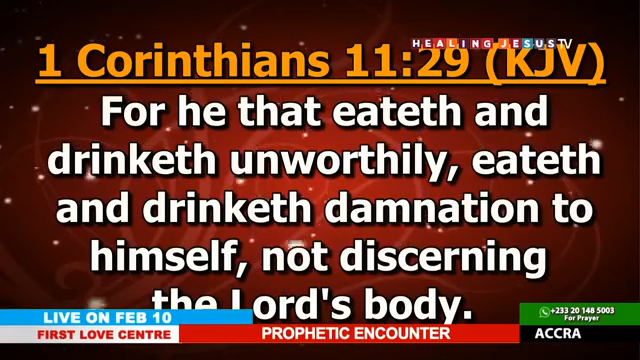 HEALING JESUS TV
1 Corinthians 11:29 (KJV)
For he that eateth and
drinketh unworthily, eateth
and drinketh damnation to
himself, not discerning
the Lord's body.
LIVE ON FEB 10
FIRST LOVE CENTRE
PROPHETIC ENCOUNTER
+233 20 148 5003
For Prayer
ACCRA